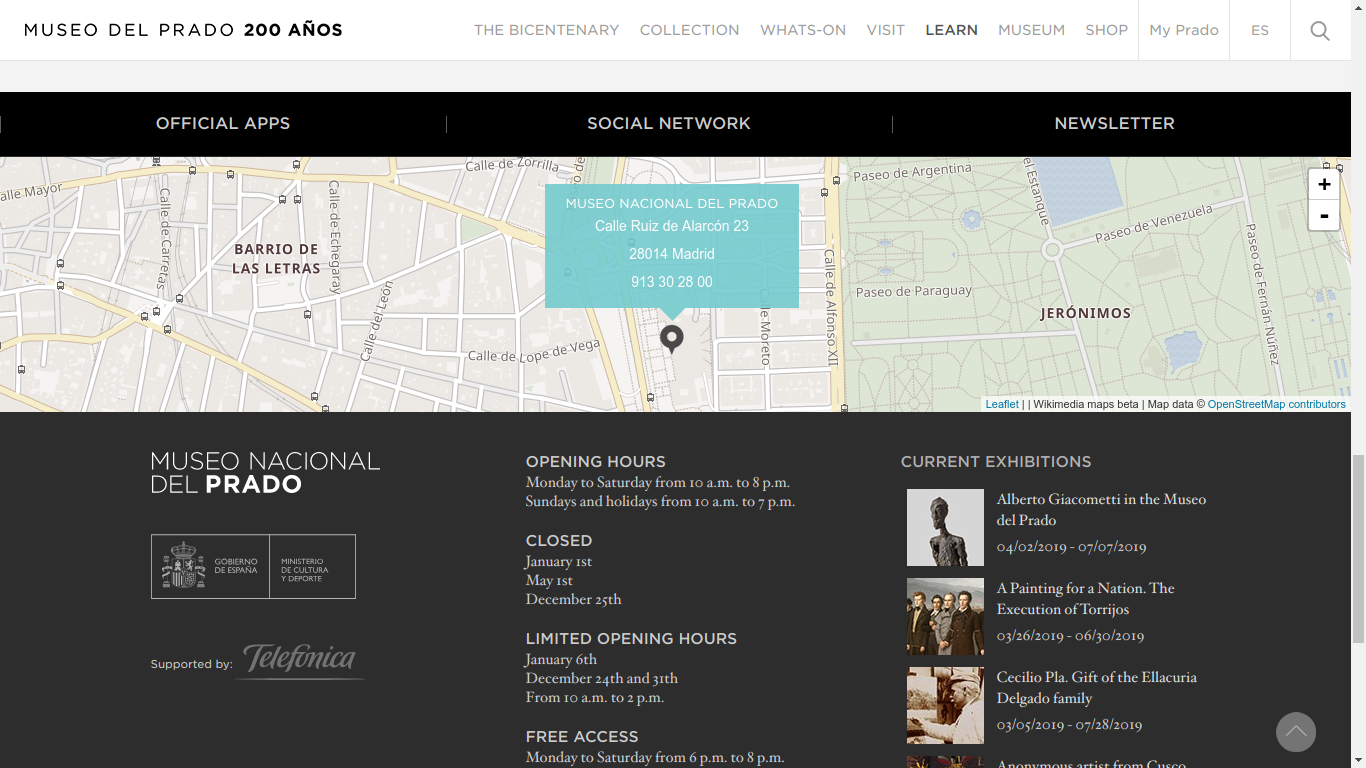 MUSEO DEL PRADO 200 AÑOS
THE BICENTENARY COLLECTION WHATS-ON VISIT LEARN MUSEUM SHOP My Prado ES
OFFICIAL APPS
SOCIAL NETWORK
NEWSLETTER
Calle de Zorrilla
alle Mayor
Calle de Carretas
Calle de Echegaray
BARRIO DE
LAS LETRAS
Calle del León
Calle de Lope de Vega
MUSEO NACIONAL DEL PRADO
Calle Ruiz de Alarcón 23
28014 Madrid
913 30 28 00
Calle de Moreto
Calle de Alfonso XII
Paseo de Argentina
el Estanque
Paseo de Venezuela
Paseo de Paraguay
Paseo de Fernán Núñez
JERÓNIMOS
+
-
Leaflet | | Wikimedia maps beta | Map data © OpenStreetMap contributors
MUSEO NACIONAL
DEL PRADO
GOBIERNO
DE ESPAÑA
MINISTERIO
DE CULTURA
Y DEPORTE
Supported by: Telefónica
OPENING HOURS
Monday to Saturday from 10 a.m. to 8 p.m.
Sundays and holidays from 10 a.m. to 7 p.m.
CLOSED
January 1st
May 1st
December 25th
LIMITED OPENING HOURS
January 6th
December 24th and 31th
From 10 a.m. to 2 p.m.
FREE ACCESS
Monday to Saturday from 6 p.m. to 8 p.m.
CURRENT EXHIBITIONS
Alberto Giacometti in the Museo
del Prado
04/02/2019 - 07/07/2019
A Painting for a Nation. The
Execution of Torrijos
03/26/2019 - 06/30/2019
Cecilio Pla. Gift of the Ellacuria
Delgado family
03/05/2019 - 07/28/2019
Anonymous artist from Cusco